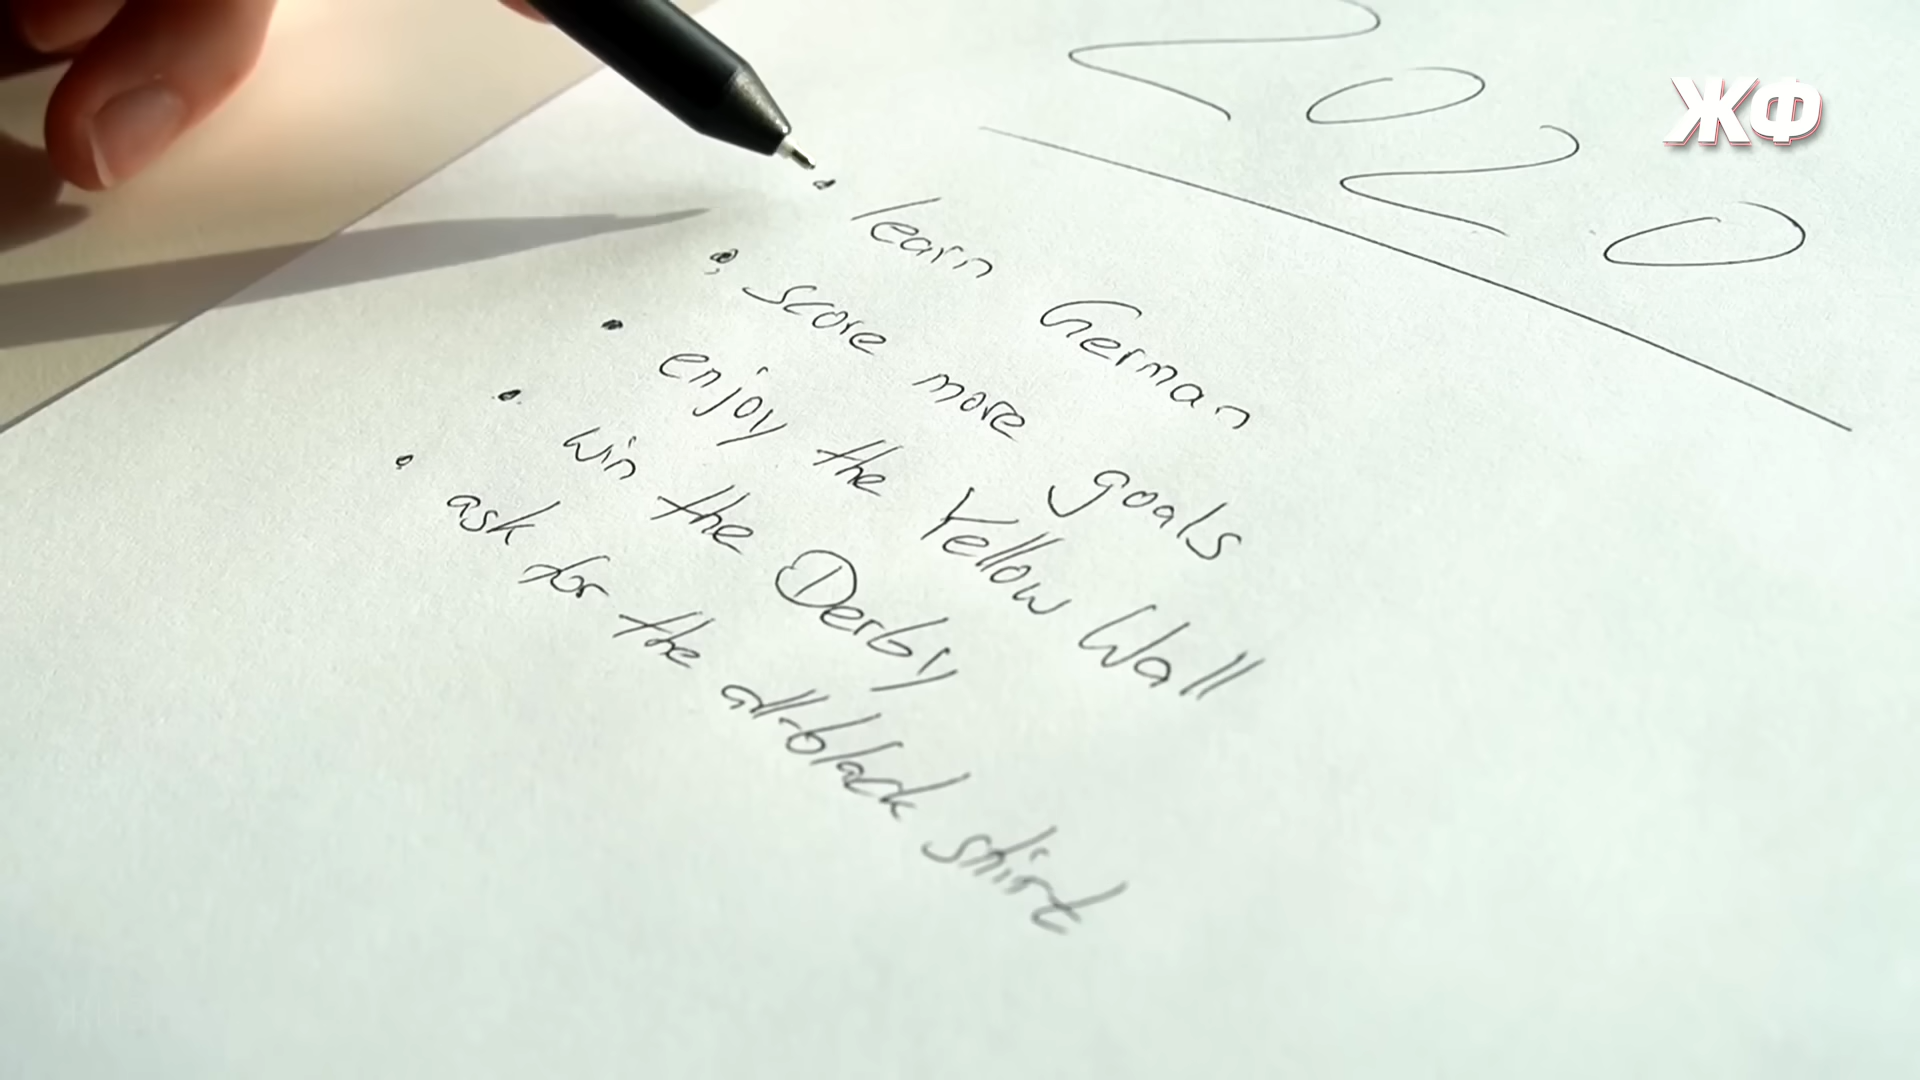 2020
ЖФ
• learn German
• score more goals
• enjoy the Yellow Wall
• win the Derby
• ask for the all-black shirt